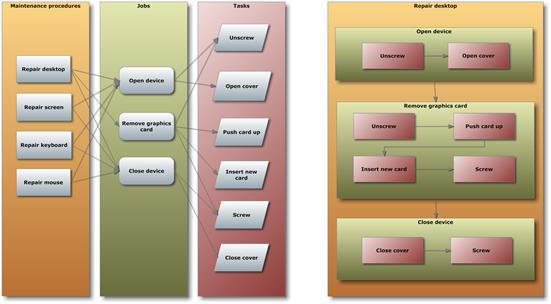 Maintenance procedures
Repair desktop
Repair screen
Repair keyboard
Repair mouse
Jobs
Open device
Remove graphics
card
Close device
Tasks
Unscrew
Open cover
Push card up
Insert new
card
Screw
Close cover
Repair desktop
Open device
Unscrew
Open cover
Remove graphics card
Unscrew
Push card up
Insert new card
Screw
Close device
Close cover
Screw